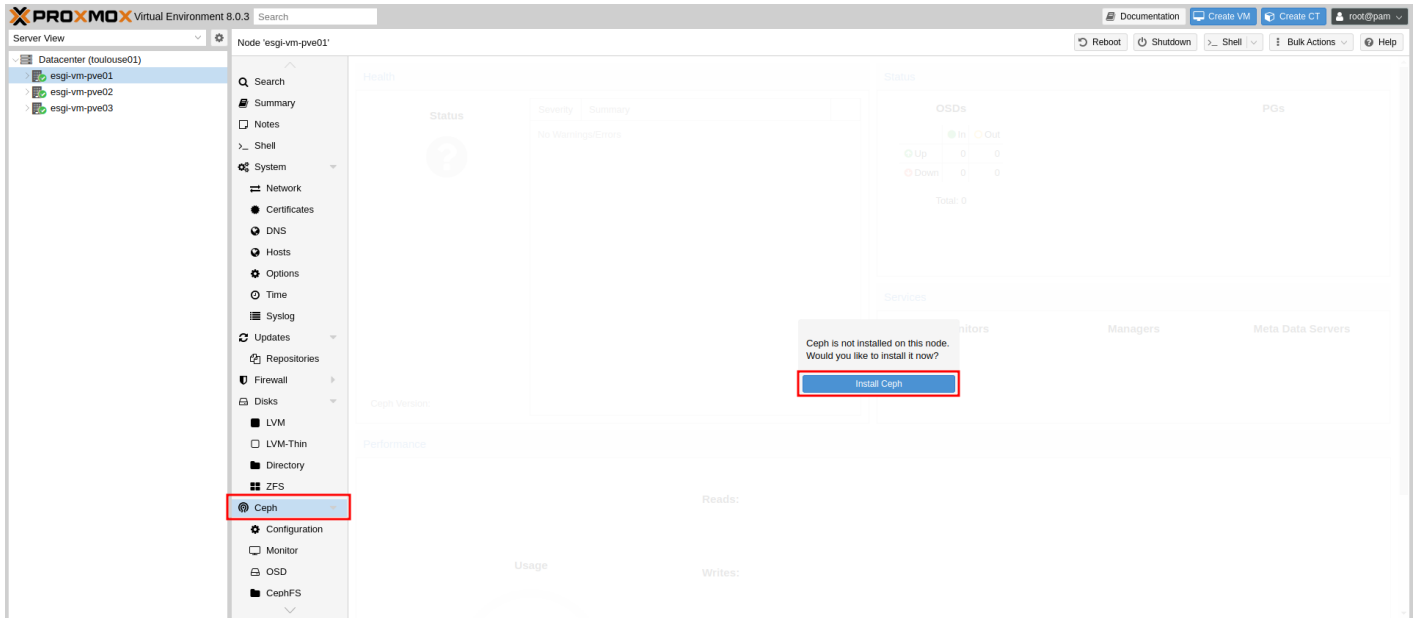 PROXMOX Virtual Environment 8.0.3 Search
Documentation Create VM Create CT root@pam
Server View
Datacenter (toulouse01)
esgi-vm-pve01
esgi-vm-pve02
esgi-vm-pve03
Node 'esgi-vm-pve01'
Reboot Shutdown >_ Shell Bulk Actions Help
Search
Summary
Notes
>_ Shell
System
Network
Certificates
DNS
Hosts
Options
Time
Syslog
Updates
Repositories
Firewall
Disks
LVM
LVM-Thin
Directory
ZFS
Ceph
Configuration
Monitor
OSD
CephFS
Health
Status
Severity Summary
No Warnings/Errors
Ceph Version:
Status
OSDs
In Out
Up 0 0
Down 0 0
Total: 0
PGs
Services
Managers
Meta Data Servers
Ceph is not installed on this node.
Would you like to install it now?
Install Ceph
Performance
Usage
Reads:
Writes: